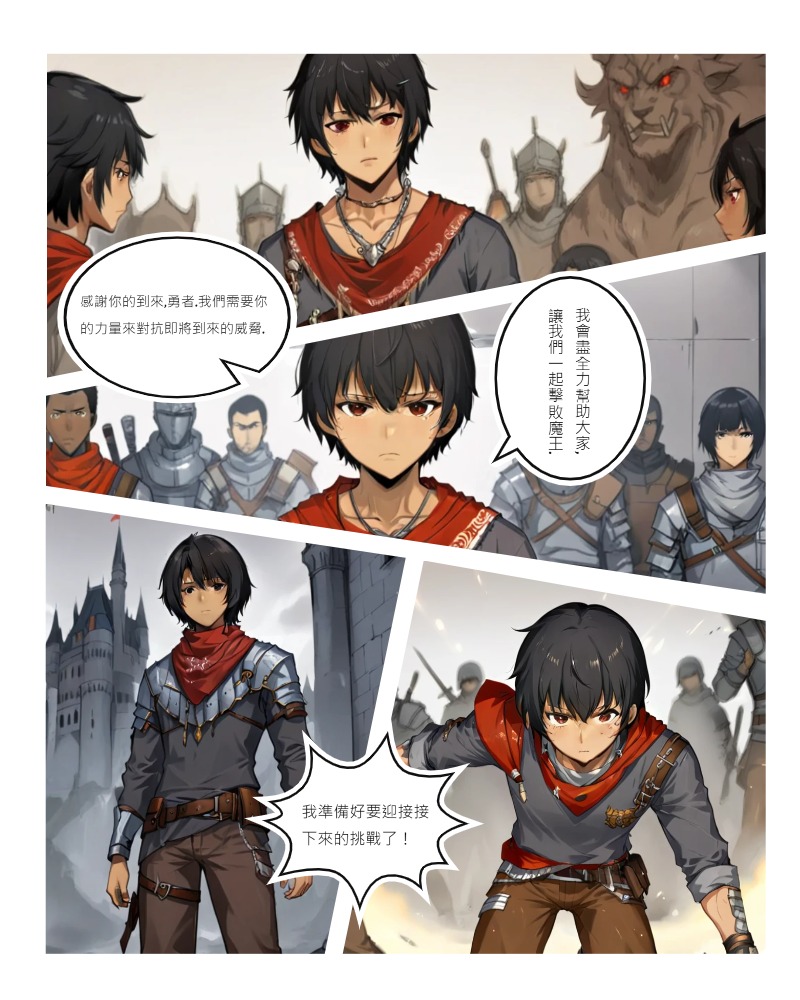 感謝你的到來,勇者.我們需要你
的力量來對抗即將到來的威脅.
我會盡全力幫助大家,
讓我們一起擊敗魔王.
我準備好要迎接接
下來的挑戰了！